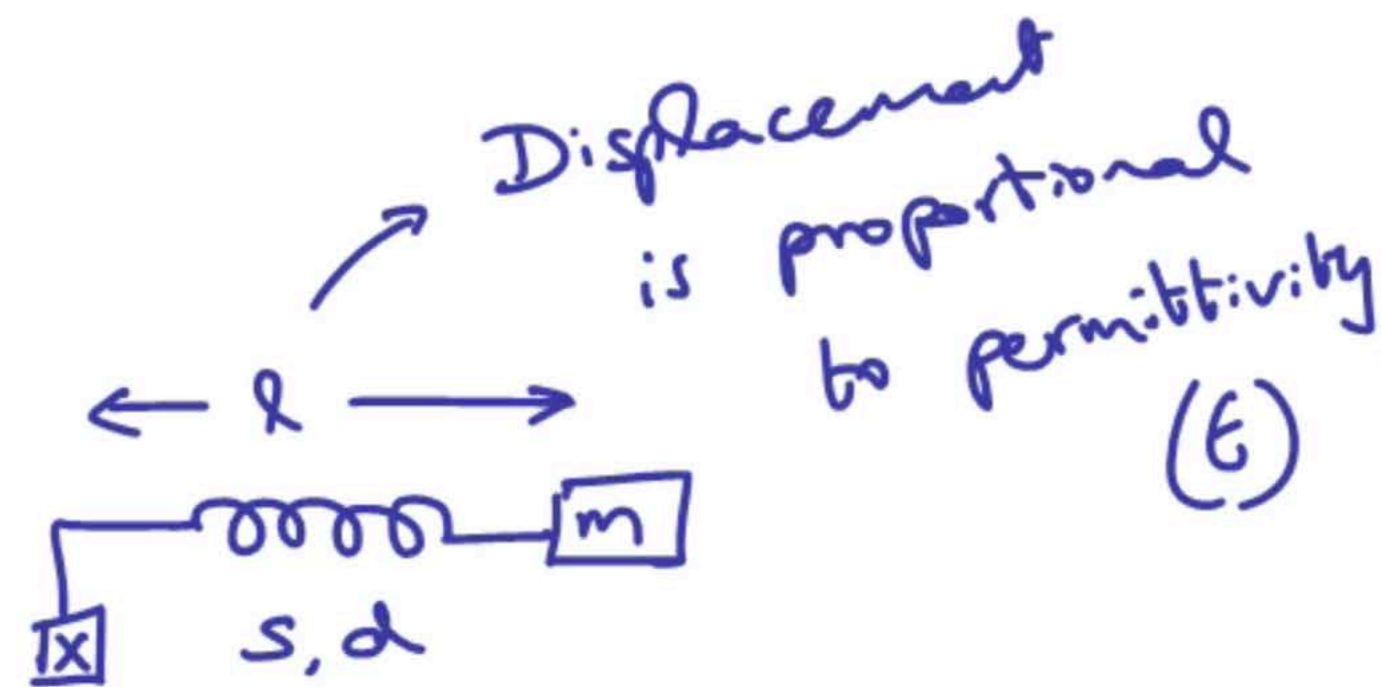 Displacement
is proportional
to permittivity
(ε)
l
m
x
s, d